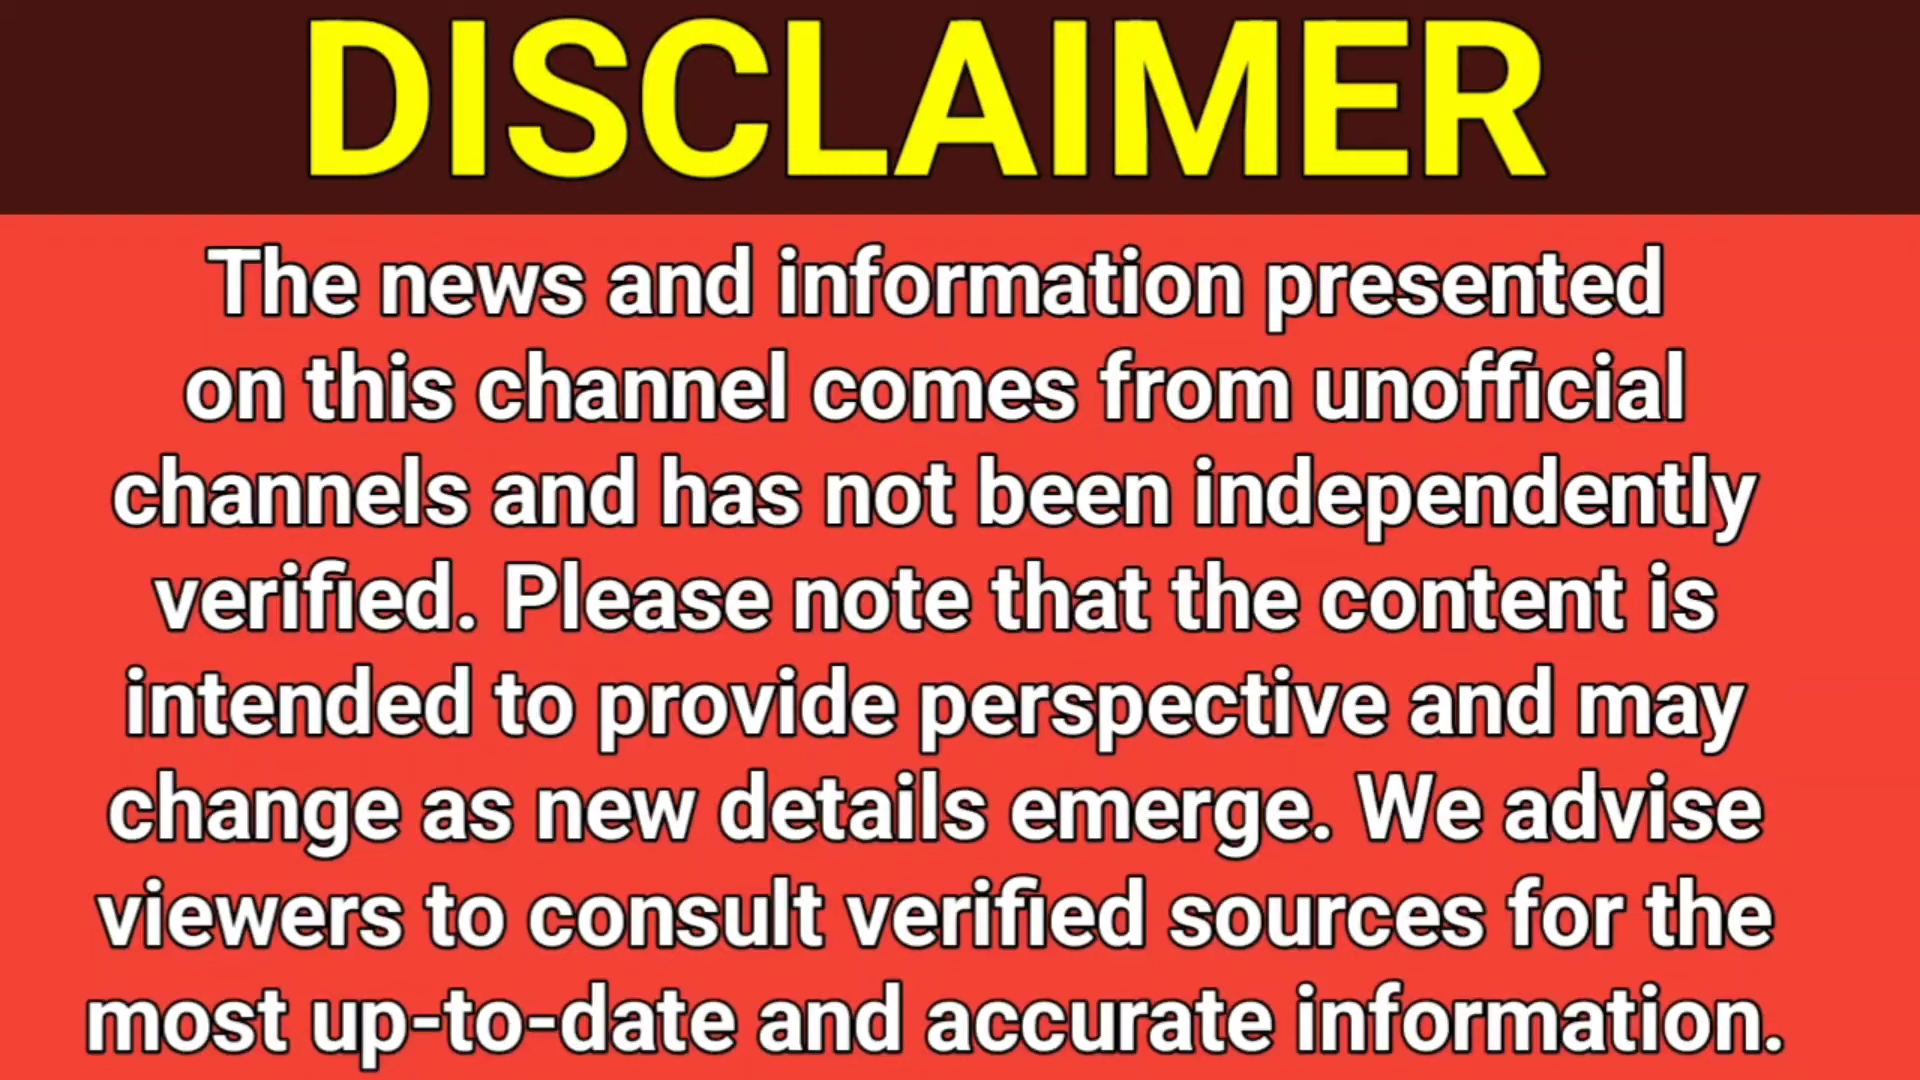 DISCLAIMER
The news and information presented
on this channel comes from unofficial
channels and has not been independently
verified. Please note that the content is
intended to provide perspective and may
change as new details emerge. We advise
viewers to consult verified sources for the
most up-to-date and accurate information.